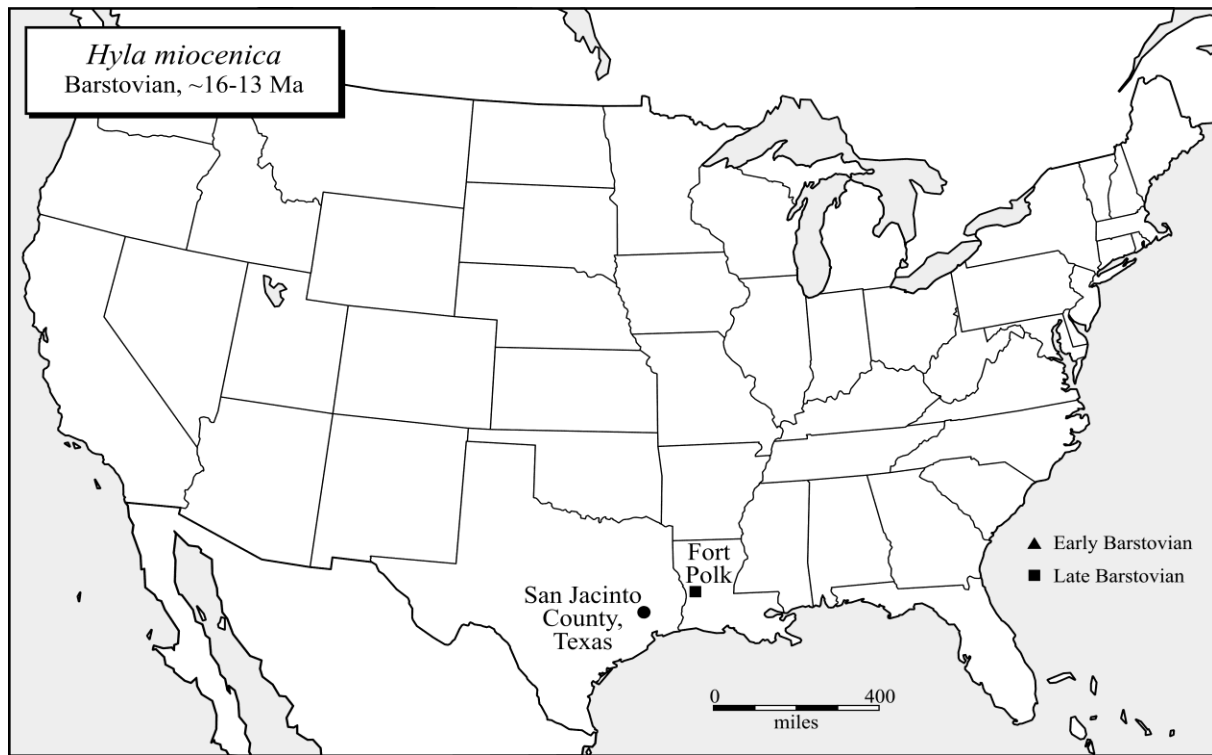 Hyla miocenica
Barstovian, ~16-13 Ma
Fort
Polk
San Jacinto
County,
Texas
Early Barstovian
Late Barstovian
0 400
miles